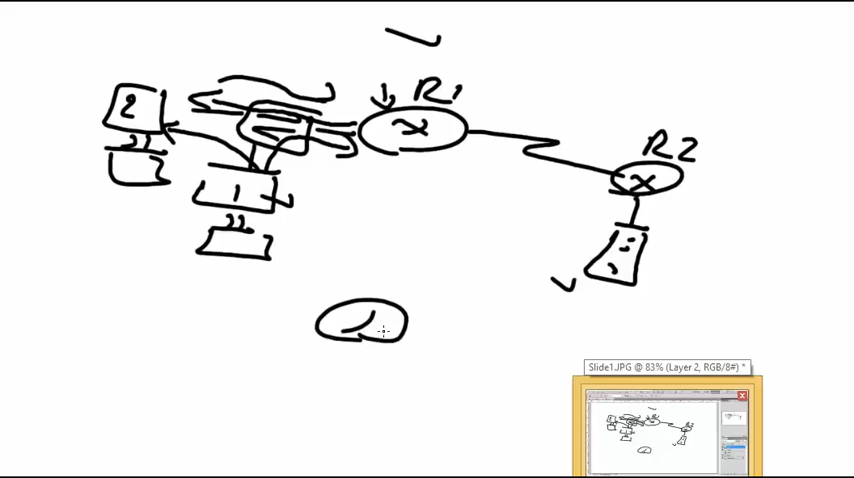 R1
2
X
R2
X
1
Slide1.JPG @ 83% (Layer 2, RGB/8#) *